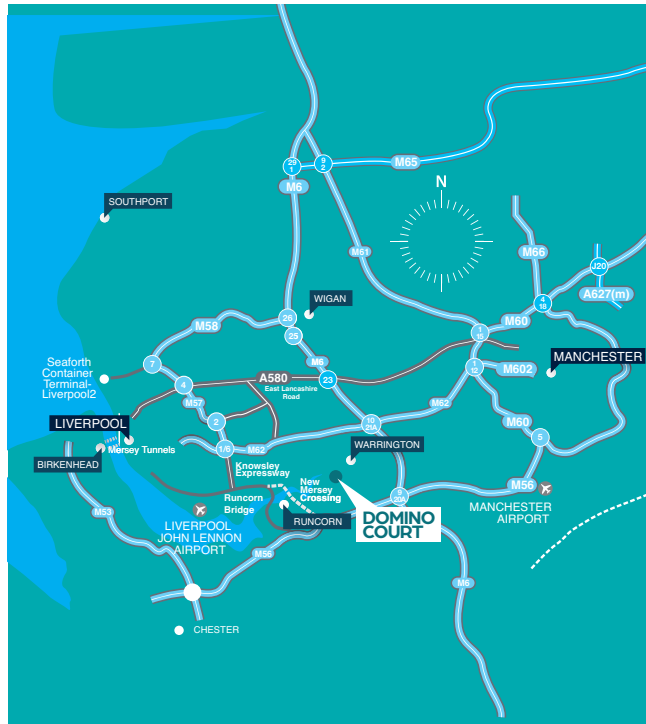 29
1
9
2
M65
M6
N
SOUTHPORT
M61
M66
J20
A627(m)
4
18
WIGAN
26
M58
25
1
15
M60
Seaforth
Container
Terminal-
Liverpool2
7
M6
A580
East Lancashire
Road
23
1
12
M602
MANCHESTER
4
M57
M62
LIVERPOOL
2
10
21A
M60
5
Mersey Tunnels
1/6
M62
WARRINGTON
BIRKENHEAD
Knowsley
Expressway
New
Mersey
Crossing
M56
Runcorn
Bridge
9
20A
MANCHESTER
AIRPORT
M53
LIVERPOOL
JOHN LENNON
AIRPORT
RUNCORN
DOMINO
COURT
M56
M6
CHESTER